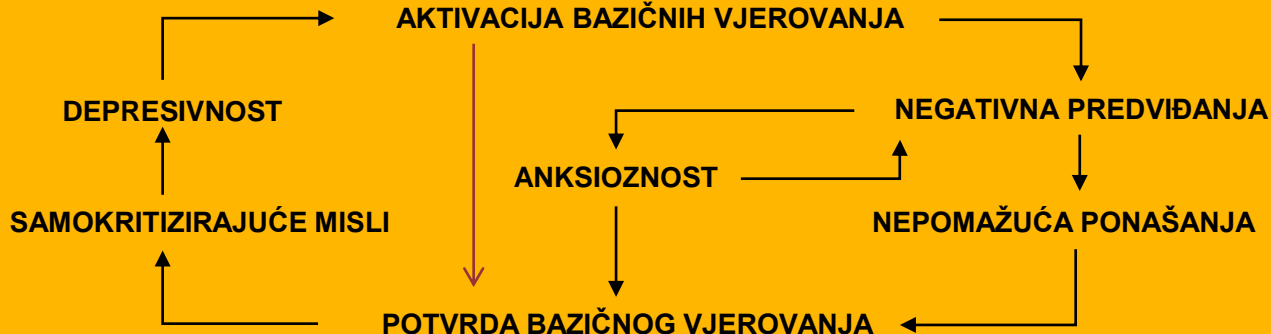 AKTIVACIJA BAZIČNIH VJEROVANJA
DEPRESIVNOST
NEGATIVNA PREDVIĐANJA
ANKSIOZNOST
SAMOKRITIZIRAJUĆE MISLI
NEPOMAŽUĆA PONAŠANJA
POTVRDA BAZIČNOG VJEROVANJA